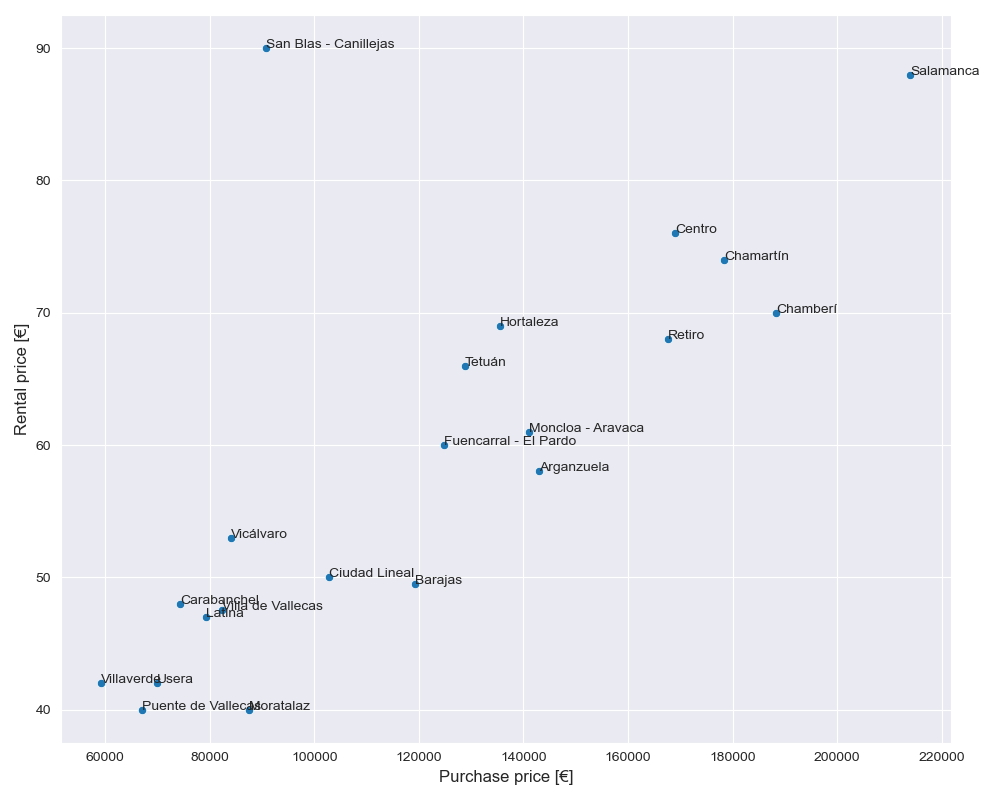 90
San Blas - Canillejas
Salamanca
80
Centro
Chamartín
70
Chamberí
Hortaleza
Retiro
Tetuán
Moncloa - Aravaca
60
Fuencarral - El Pardo
Arganzuela
Vicálvaro
50
Ciudad Lineal
Barajas
Carabanchel
Villa de Vallecas
Latina
Villaverde
Usera
40
Puente de Vallecas
Moratalaz
Rental price [€]
60000 80000 100000 120000 140000 160000 180000 200000 220000
Purchase price [€]